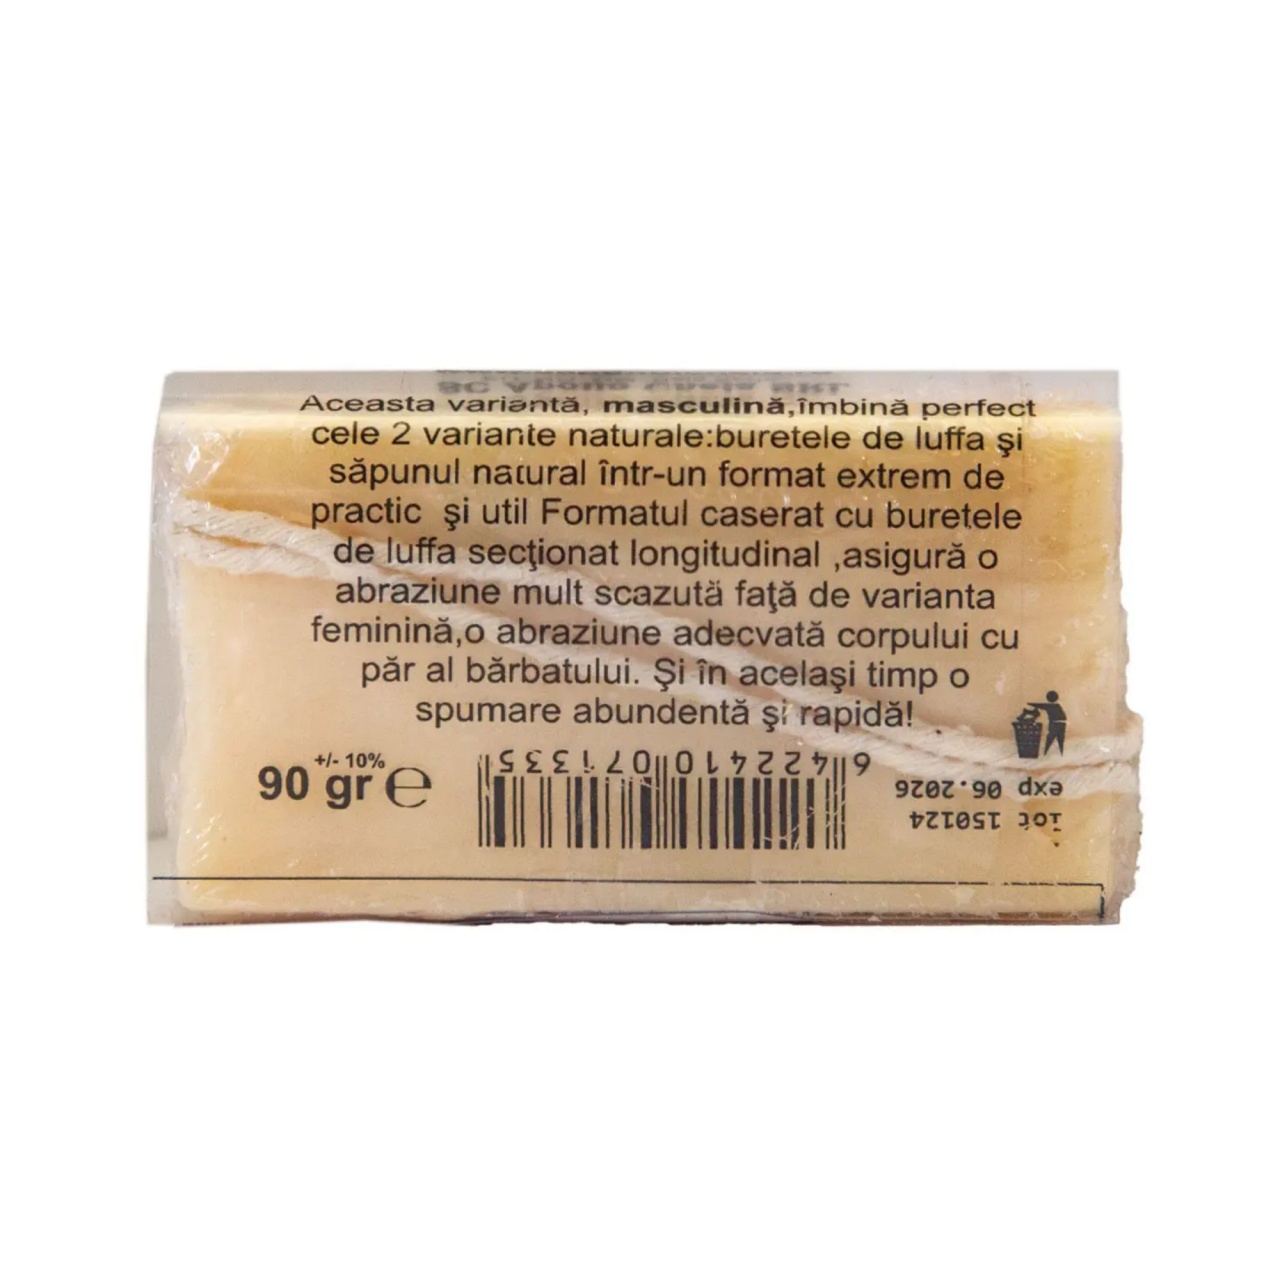 Aceasta variantă, masculină,îmbină perfect
cele 2 variante naturale:buretele de luffa şi
săpunul natural într-un format extrem de
practic şi util Formatul caserat cu buretele
de luffa secţionat longitudinal ,asigură o
abraziune mult scazută faţă de varianta
feminină,o abraziune adecvată corpului cu
păr al bărbatului. Şi în acelaşi timp o
spumare abundentă şi rapidă!
+/- 10%
90 gr ℮
6 422410 071335
exp 06.2026
lot 150124